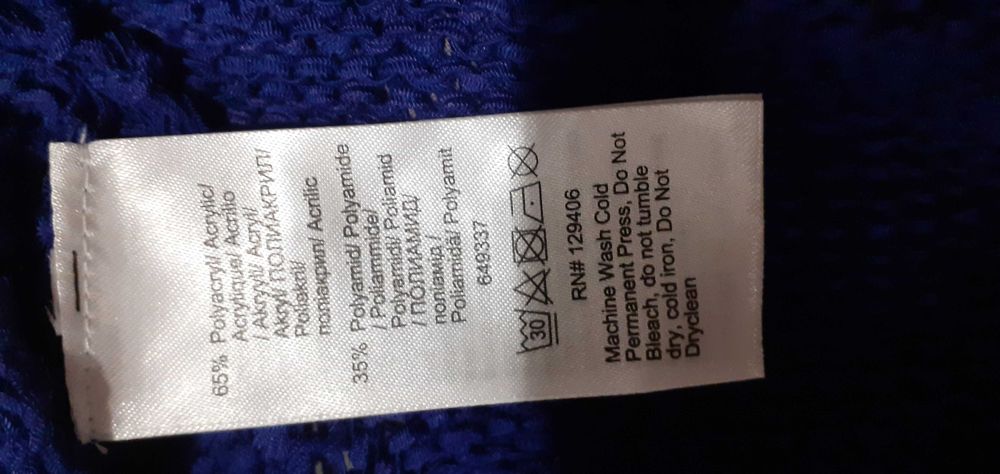 65% Polyacryl/ Acrylic/
Acrylique/ Acrilico
/ Akryyli/ Acryl/
Akryl/ ПОЛИАКРИЛ/
Poliakril/
поліакрил/ Acrilic
35% Polyamid/ Polyamide
/ Poliammide/
Polyamidi/ Poliamid
/ ПОЛИАМИД/
поліамід /
Poliamidă/ Polyamit
649337
30
RN# 129406
Machine Wash Cold
Permanent Press, Do Not
Bleach, do not tumble
dry, cold iron, Do Not
Dryclean